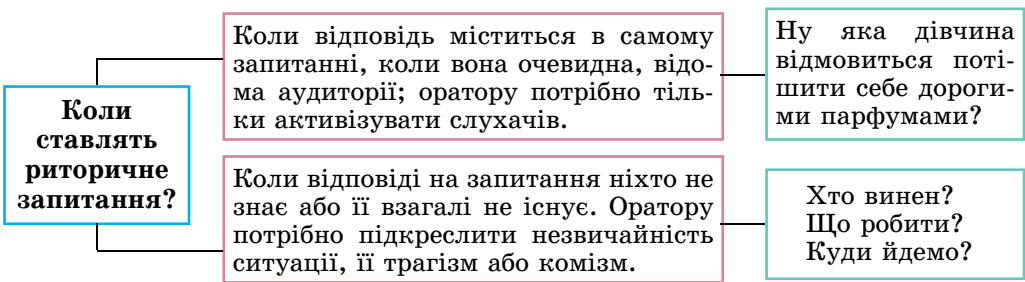 Коли
ставлять
риторичне
запитання?
Коли відповідь міститься в самому
запитанні, коли вона очевидна, відо-
ма аудиторії; оратору потрібно тіль-
ки активізувати слухачів.
Ну яка дівчина
відмовиться поті-
шити себе дороги-
ми парфумами?
Коли відповіді на запитання ніхто не
знає або її взагалі не існує. Оратору
потрібно підкреслити незвичайність
ситуації, її трагізм або комізм.
Хто винен?
Що робити?
Куди йдемо?